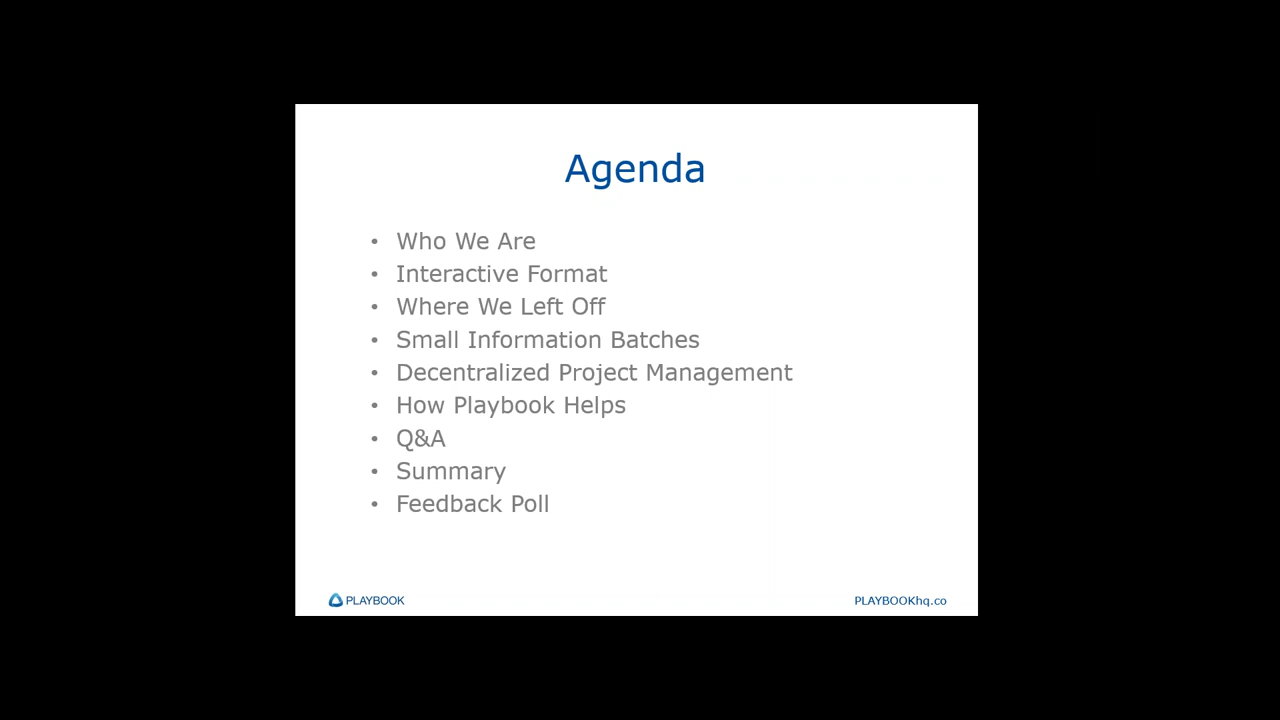 Agenda
• Who We Are
• Interactive Format
• Where We Left Off
• Small Information Batches
• Decentralized Project Management
• How Playbook Helps
• Q&A
• Summary
• Feedback Poll
PLAYBOOK
PLAYBOOKhq.co